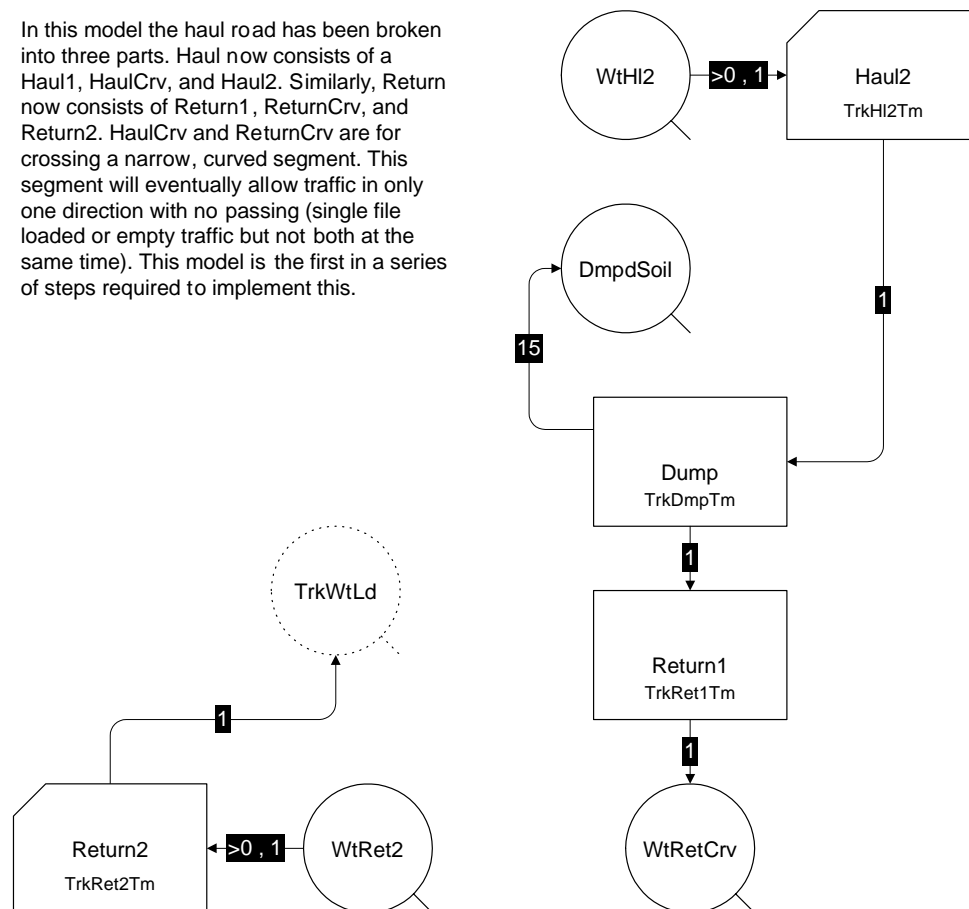 In this model the haul road has been broken
into three parts. Haul now consists of a
Haul1, HaulCrv, and Haul2. Similarly, Return
now consists of Return1, ReturnCrv, and
Return2. HaulCrv and ReturnCrv are for
crossing a narrow, curved segment. This
segment will eventually allow traffic in only
one direction with no passing (single file
loaded or empty traffic but not both at the
same time). This model is the first in a series
of steps required to implement this.
WtHl2
>0 , 1
Haul2
TrkHl2Tm
1
DmpdSoil
15
Dump
TrkDmpTm
1
Return1
TrkRet1Tm
1
WtRetCrv
TrkWtLd
1
Return2
TrkRet2Tm
>0 , 1
WtRet2